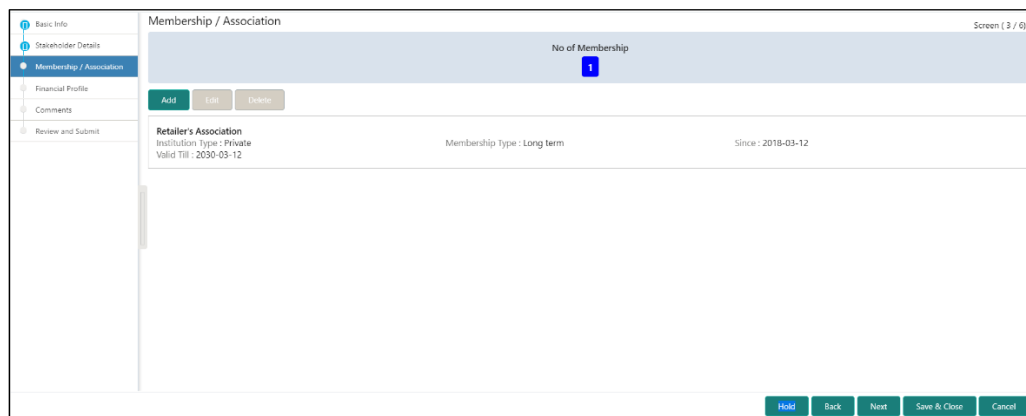 Basic Info
Stakeholder Details
Membership / Association
Financial Profile
Comments
Review and Submit
Membership / Association
Screen ( 3 / 6)
No of Membership
1
Add Edit Delete
Retailer's Association
Institution Type : Private Membership Type : Long term Since : 2018-03-12
Valid Till : 2030-03-12
Hold Back Next Save & Close Cancel